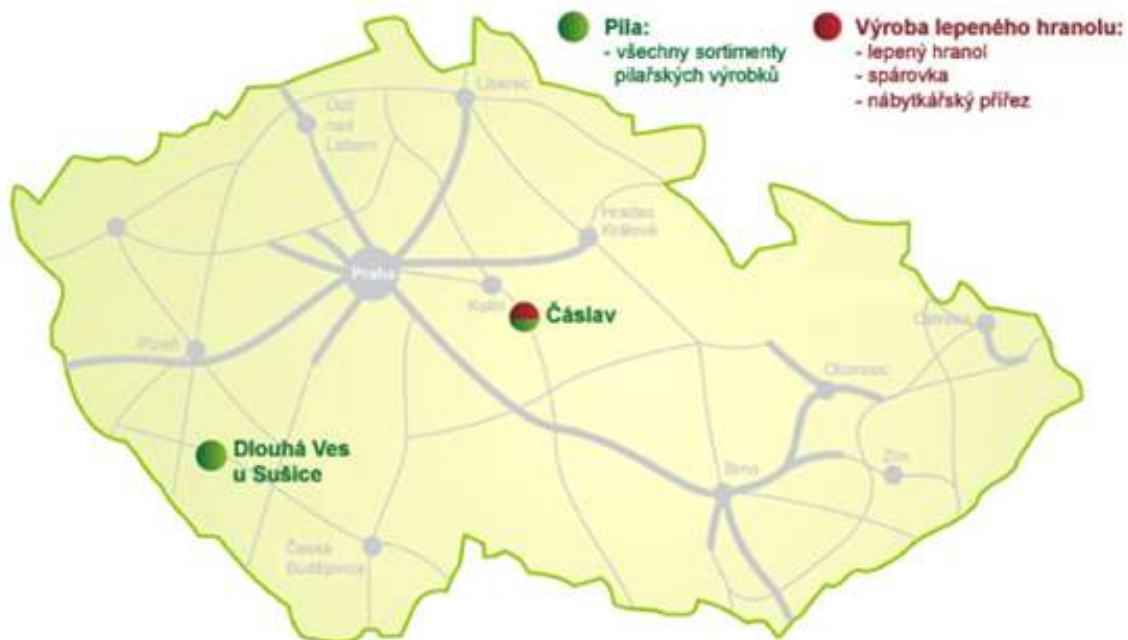 Pila:
- všechny sortimenty
pilařských výrobků
Výroba lepeného hranolu:
- lepený hranol
- spárovka
- nábytkářský přířez
Liberec
Ústí
nad
Labem
Hradec
Králové
Praha
Kolín
Čáslav
Ostrava
Plzeň
Olomouc
Dlouhá Ves
u Sušice
Brno
Zlín
České
Budějovice